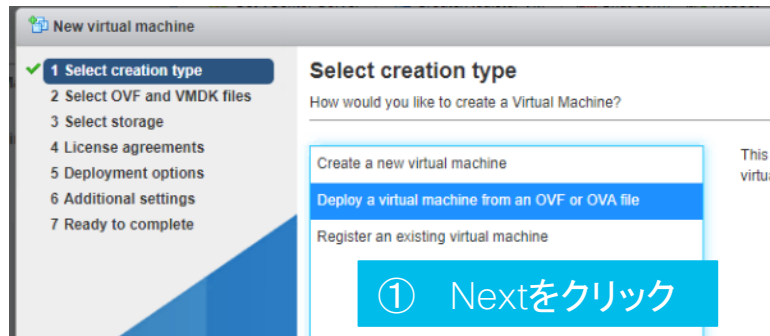 New virtual machine
1 Select creation type
2 Select OVF and VMDK files
3 Select storage
4 License agreements
5 Deployment options
6 Additional settings
7 Ready to complete
Select creation type
How would you like to create a Virtual Machine?
Create a new virtual machine
Deploy a virtual machine from an OVF or OVA file
Register an existing virtual machine
This
① Nextをクリック